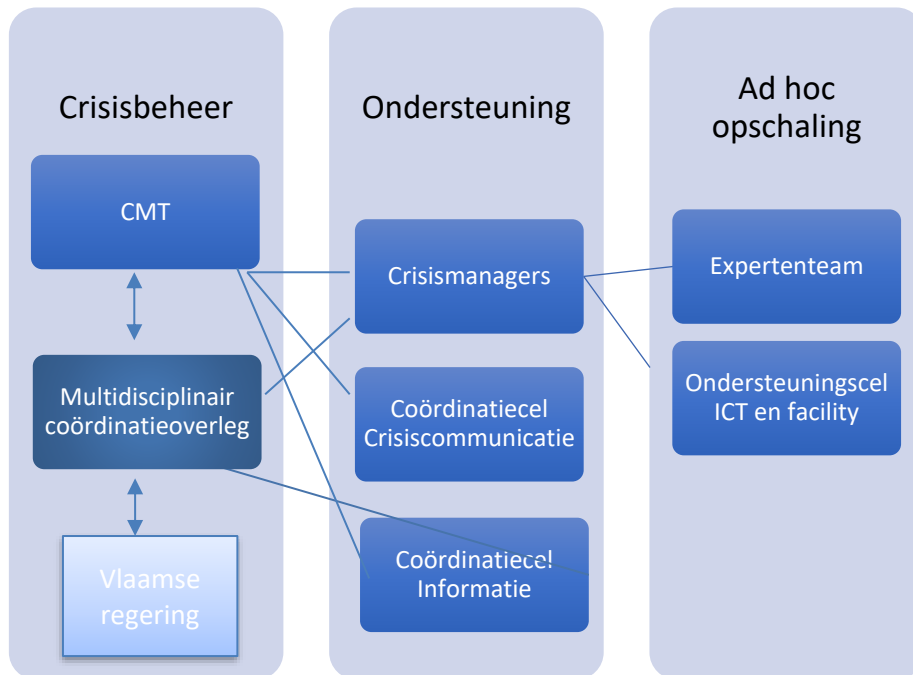 Crisisbeheer
CMT
Multidisciplinair
coördinatieoverleg
Vlaamse
regering
Ondersteuning
Crisismanagers
Coördinatiecel
Crisiscommunicatie
Coördinatiecel
Informatie
Ad hoc
opschaling
Expertenteam
Ondersteuningscel
ICT en facility